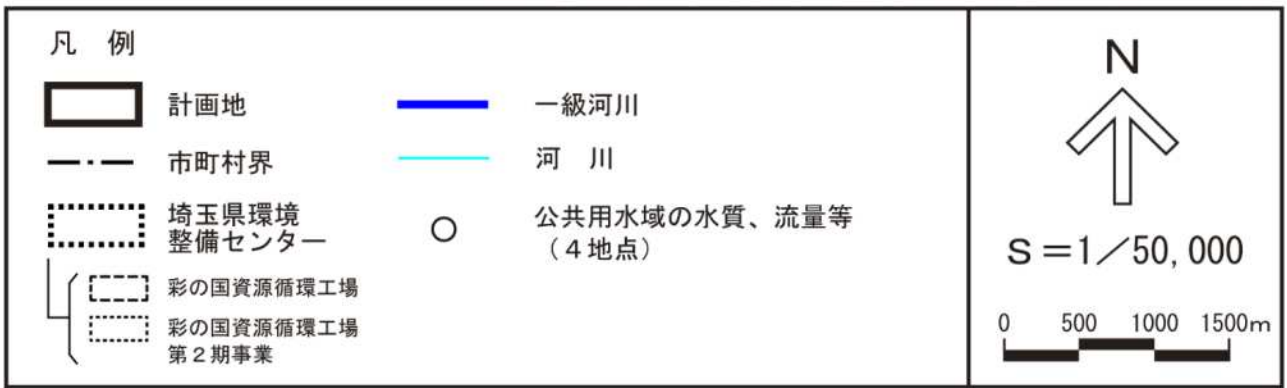 凡 例
計画地
市町村界
埼玉県環境
整備センター
彩の国資源循環工場
彩の国資源循環工場
第2期事業
一級河川
河 川
公共用水域の水質、流量等
(4地点)
N
S=1/50,000
0 500 1000 1500m